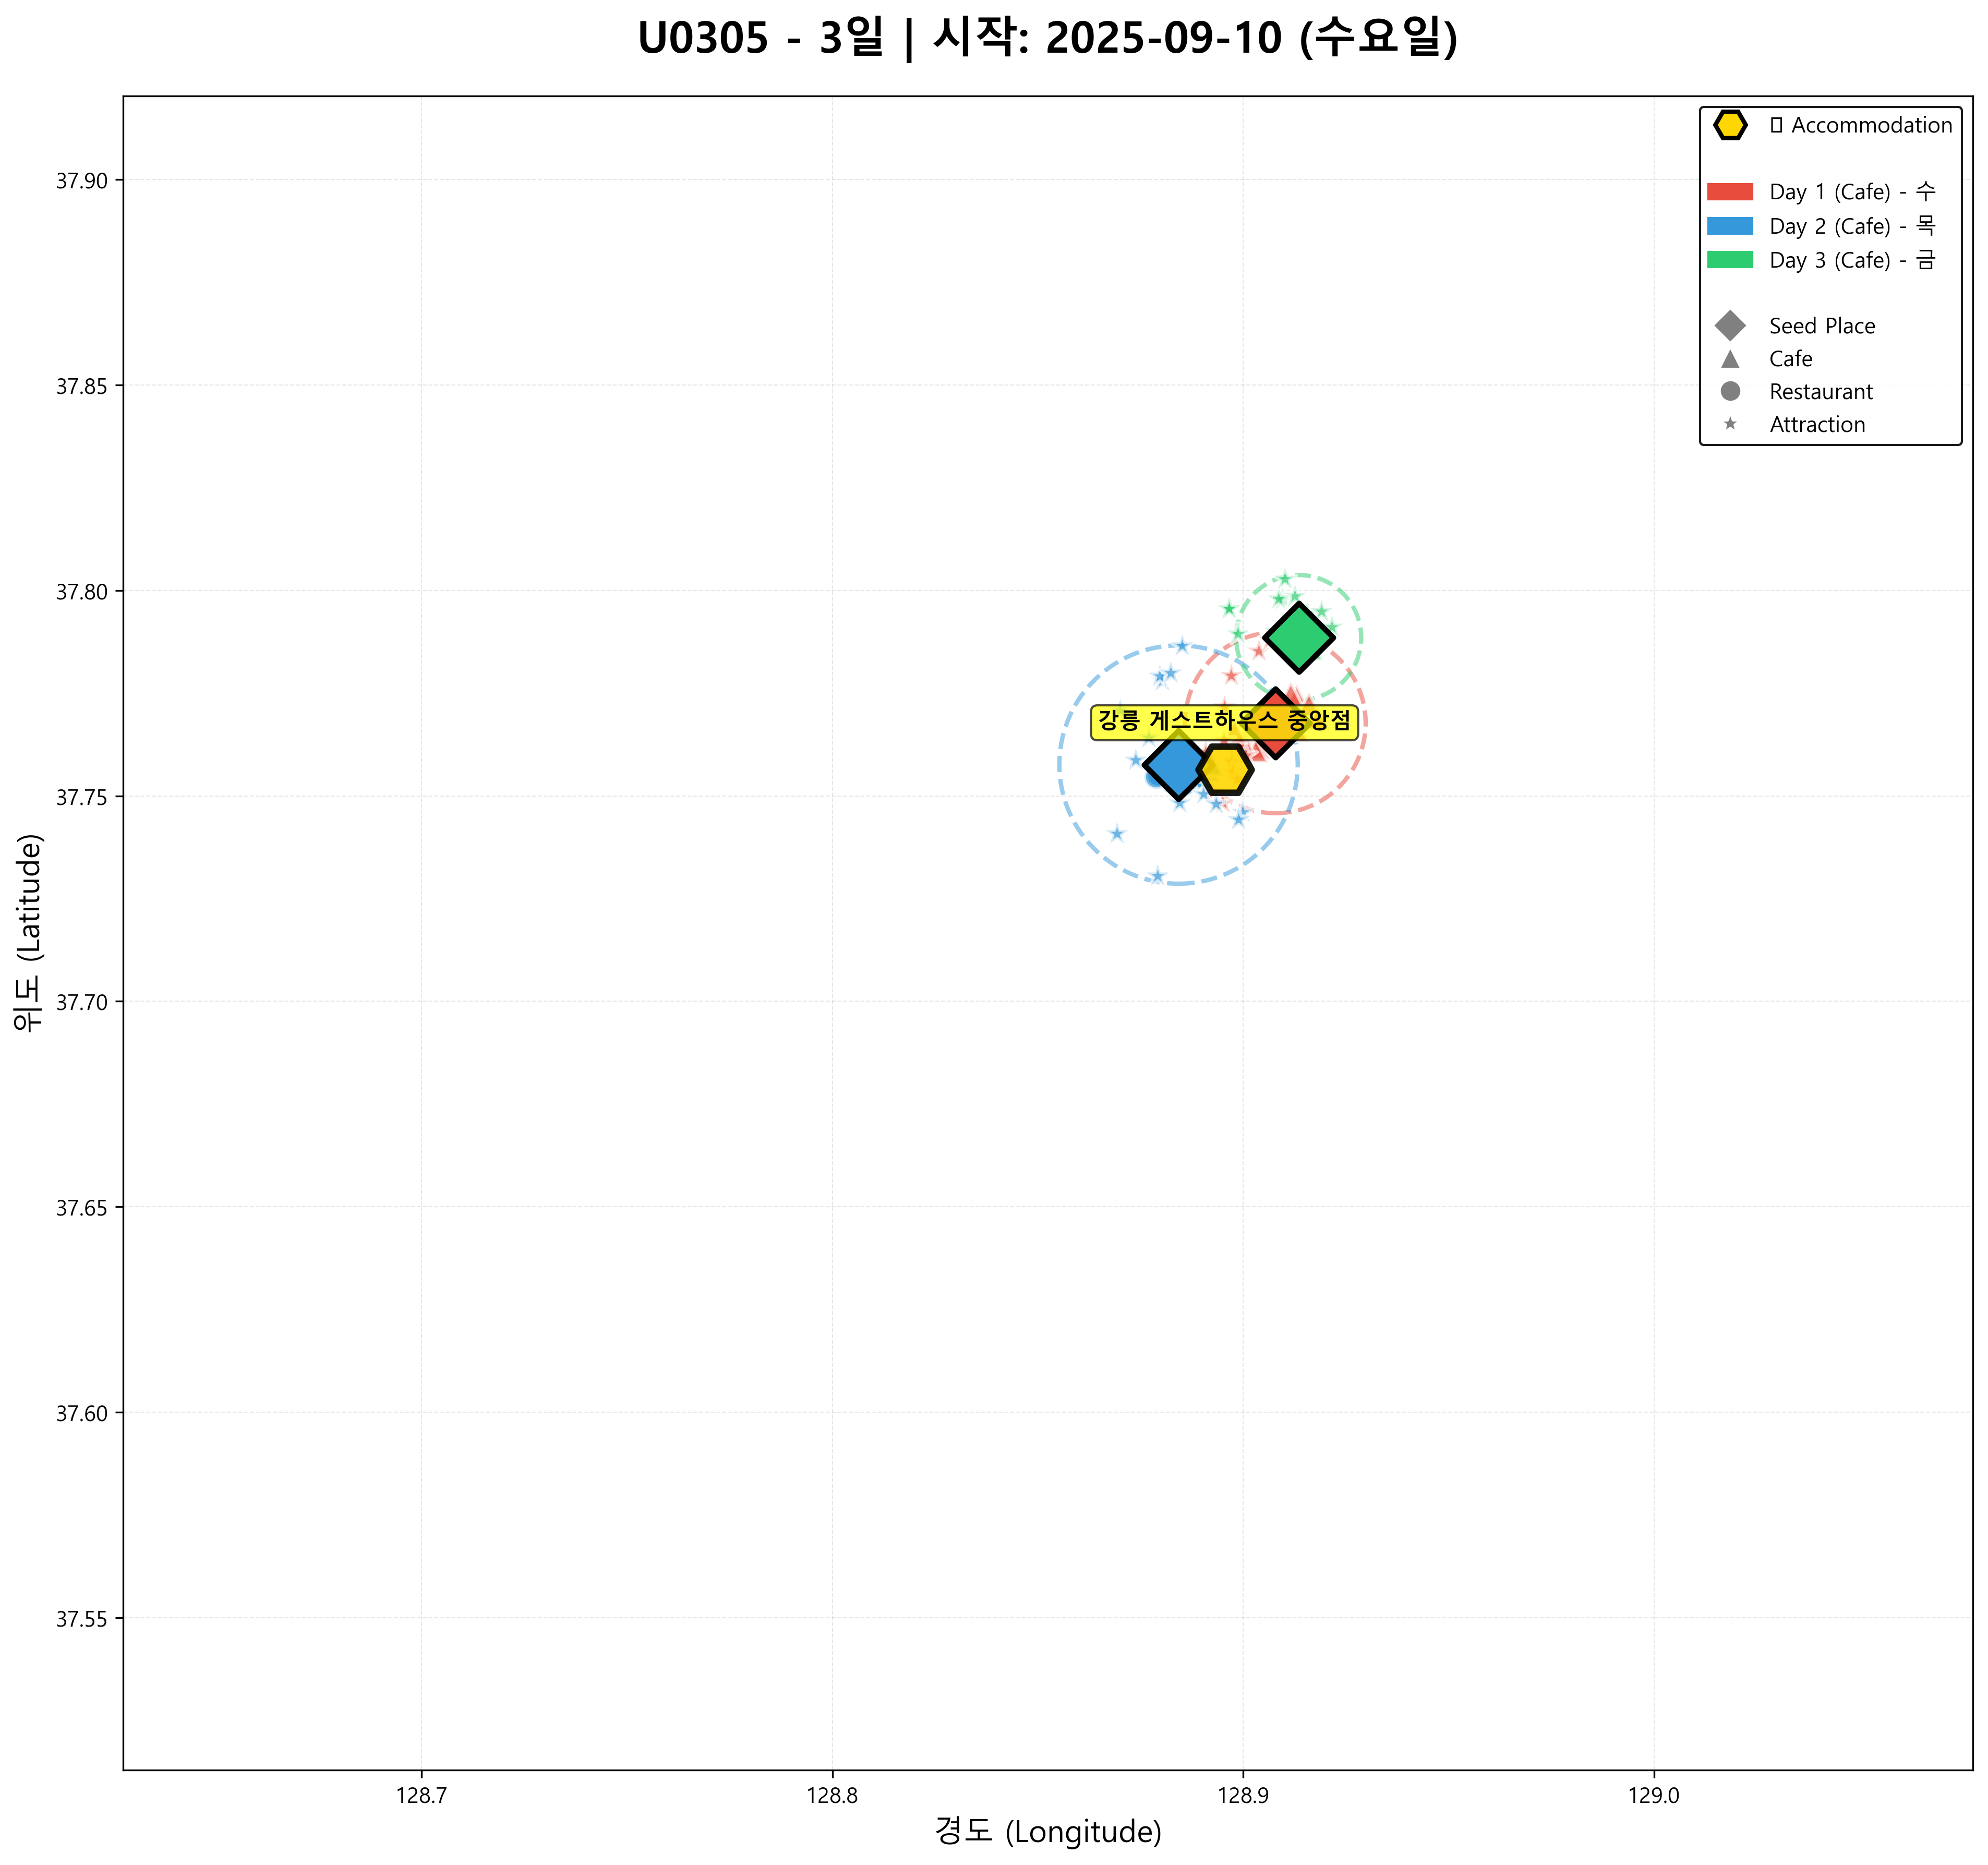 U0305 - 3일 | 시작: 2025-09-10 (수요일)
Accommodation
Day 1 (Cafe) - 수
Day 2 (Cafe) - 목
Day 3 (Cafe) - 금
Seed Place
Cafe
Restaurant
Attraction
37.90
37.85
37.80
37.75
37.70
37.65
37.60
37.55
강릉 게스트하우스 중앙점
위도 (Latitude)
128.7
128.8
128.9
129.0
경도 (Longitude)